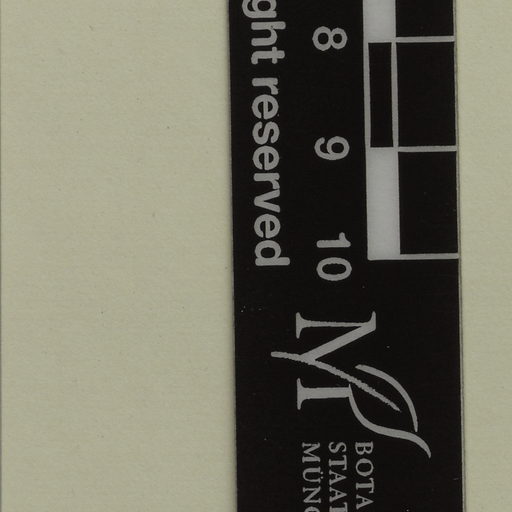 ght reserved
8 9 10
BOTA
STAAT
MÜNC